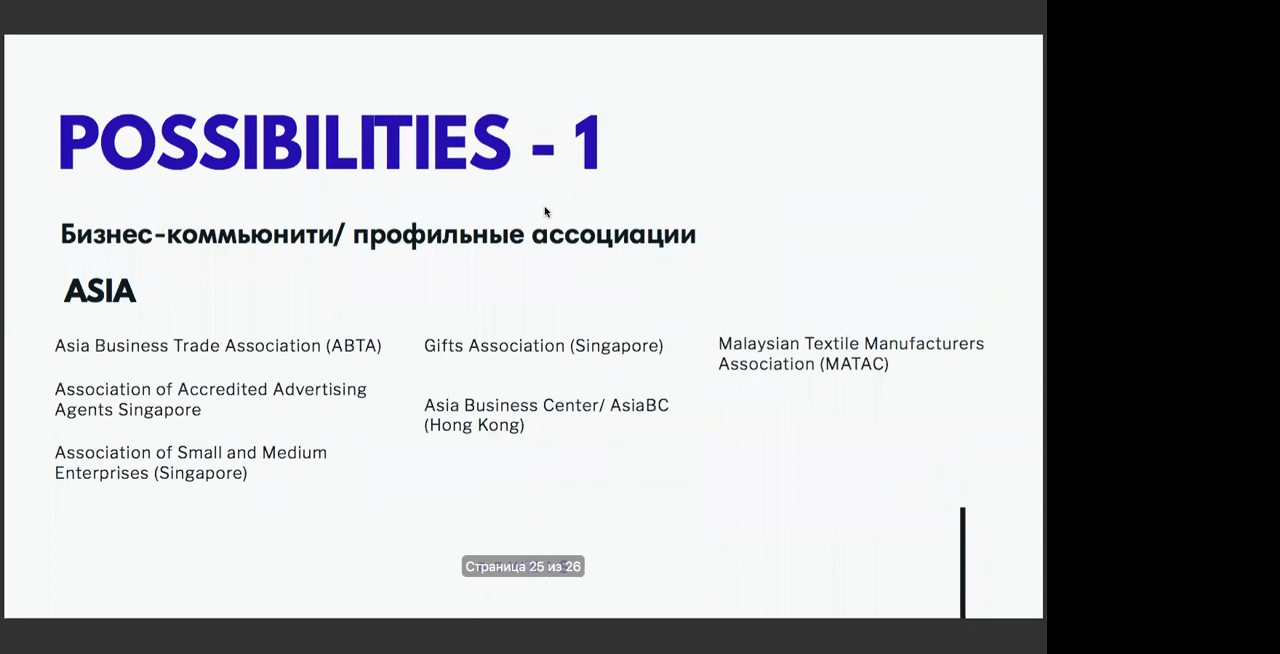 POSSIBILITIES - 1
Бизнес-коммьюнити/ профильные ассоциации
ASIA
Asia Business Trade Association (ABTA)
Association of Accredited Advertising
Agents Singapore
Association of Small and Medium
Enterprises (Singapore)
Gifts Association (Singapore)
Asia Business Center/ AsiaBC
(Hong Kong)
Malaysian Textile Manufacturers
Association (MATAC)
Страница 25 из 26